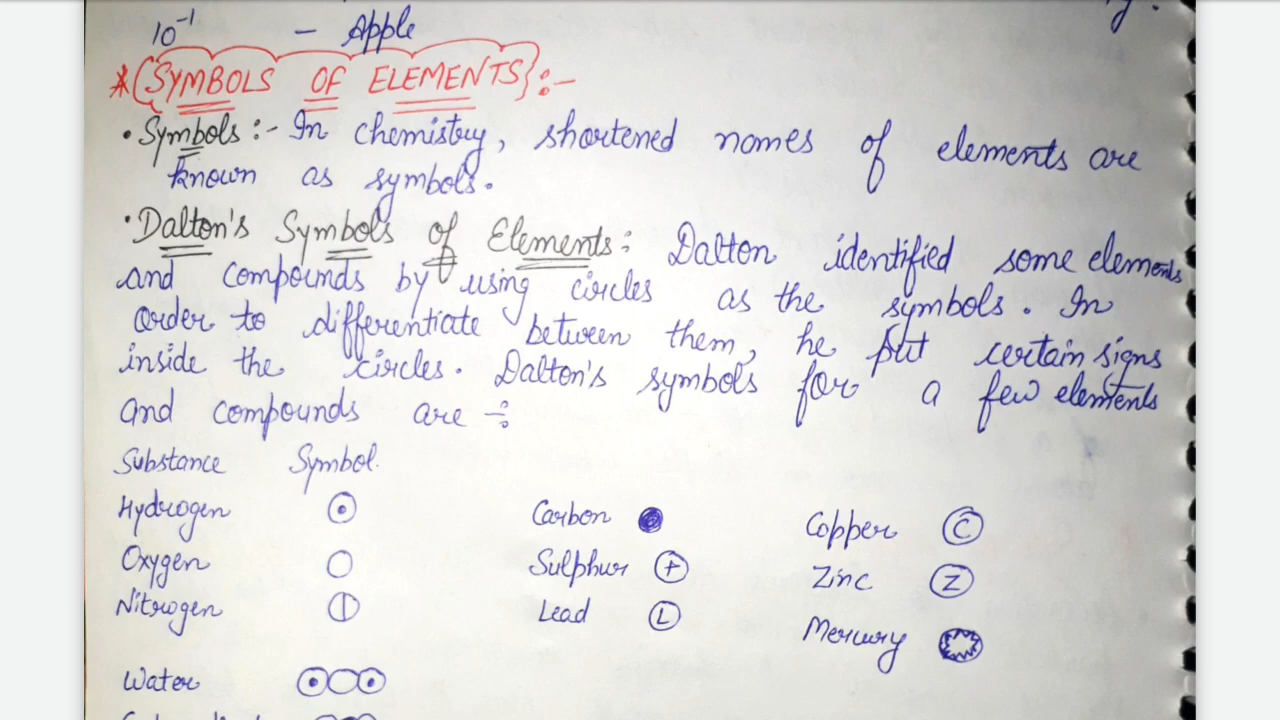 10⁻¹ - Apple
*{SYMBOLS OF ELEMENTS}:-
• Symbols :- In chemistry, shortened nomes of elements are
known as symbols.
• Dalton's Symbols of Elements: Dalton identified some elements
and compounds by using circles as the symbols. In
order to differentiate between them, he put certain signs
inside the circles. Dalton's symbols for a few elements
and compounds are ÷
Substance Symbol.
Hydrogen Carbon Copper C
Oxygen Sulphur + Zinc Z
Nitrogen Lead L Mercury
Water